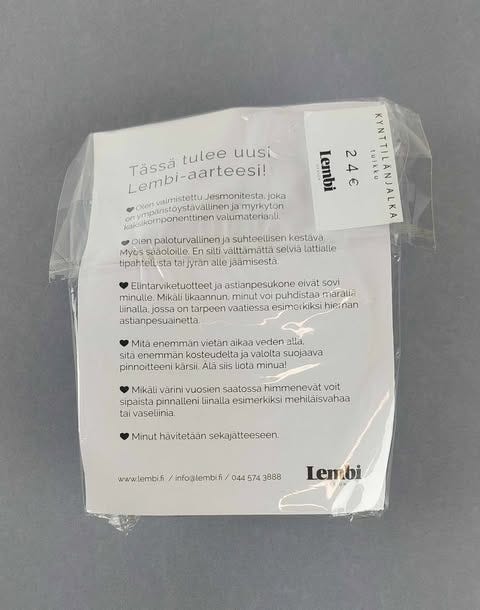 Tässä tulee uusi
Lembi-aarteesi!
Olen valmistettu Jesmonitesta, joka
on ympäristöystävällinen ja myrkytön
kaksikomponenttinen valumateriaali.
Olen paloturvallinen ja suhteellisen kestävä.
Myös sääoloille. En silti välttämättä selviä lattialle
tipahtelusta tai jyrän alle jäämisestä.
Elintarviketuotteet ja astianpesukone eivät sovi
minulle. Mikäli likaannun, minut voi puhdistaa märällä
liinalla, jossa on tarpeen vaatiessa esimerkiksi hieman
astianpesuainetta.
Mitä enemmän vietän aikaa veden alla,
sitä enemmän kosteudelta ja valolta suojaava
pinnoitteeni kärsii. Älä siis liota minua!
Mikäli värini vuosien saatossa himmenevät voit
sipaista pinnalleni liinalla esimerkiksi mehiläisvahaa
tai vaseliinia.
Minut hävitetään sekajätteeseen.
www.lembi.fi / info@lembi.fi / 044 574 3888
Lembi
KYNTTILÄNJALKA
tuikku
24€
Lembi